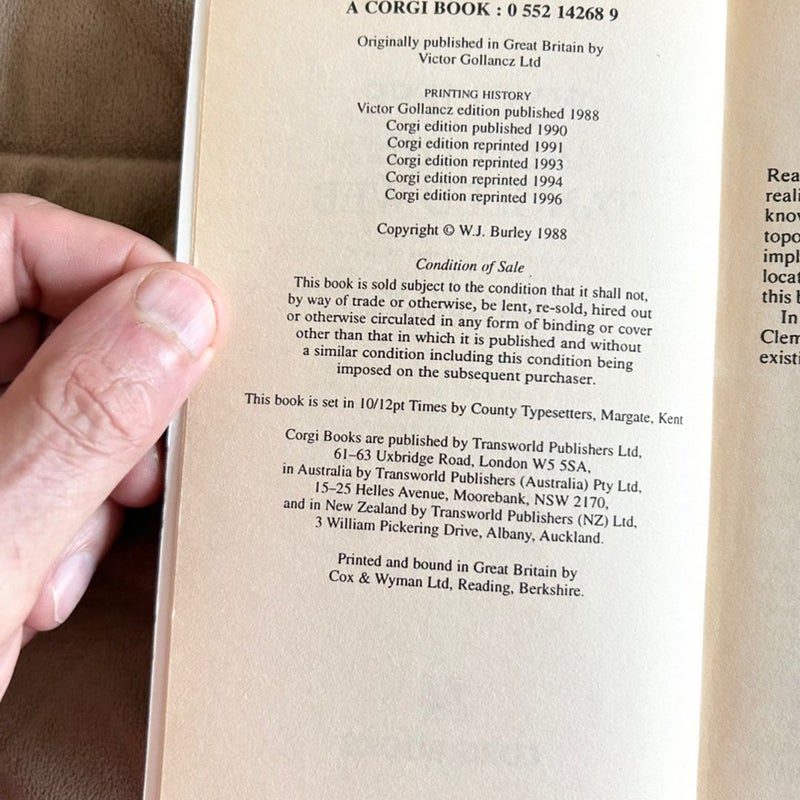 A CORGI BOOK : 0 552 14268 9
Originally published in Great Britain by
Victor Gollancz Ltd
PRINTING HISTORY
Victor Gollancz edition published 1988
Corgi edition published 1990
Corgi edition reprinted 1991
Corgi edition reprinted 1993
Corgi edition reprinted 1994
Corgi edition reprinted 1996
Copyright © W.J. Burley 1988
Condition of Sale
This book is sold subject to the condition that it shall not,
by way of trade or otherwise, be lent, re-sold, hired out
or otherwise circulated in any form of binding or cover
other than that in which it is published and without
a similar condition including this condition being
imposed on the subsequent purchaser.
This book is set in 10/12pt Times by County Typesetters, Margate, Kent
Corgi Books are published by Transworld Publishers Ltd,
61–63 Uxbridge Road, London W5 5SA,
in Australia by Transworld Publishers (Australia) Pty Ltd,
15–25 Helles Avenue, Moorebank, NSW 2170,
and in New Zealand by Transworld Publishers (NZ) Ltd,
3 William Pickering Drive, Albany, Auckland.
Printed and bound in Great Britain by
Cox & Wyman Ltd, Reading, Berkshire.
Rea
reali
know
topo
impl
locat
this b
In
Clem
existi